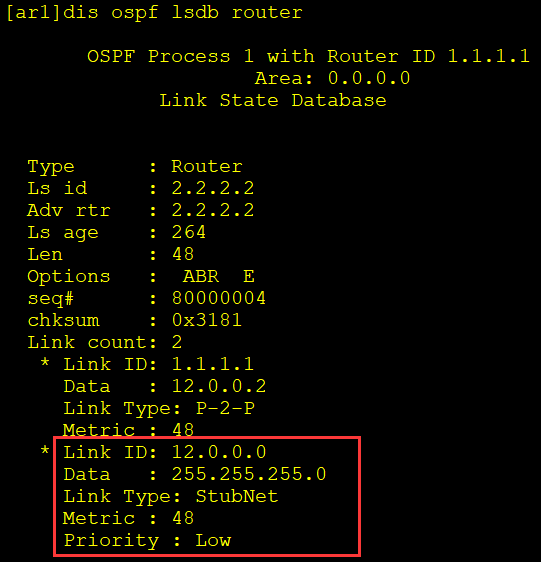 [ar1]dis ospf lsdb router
OSPF Process 1 with Router ID 1.1.1.1
Area: 0.0.0.0
Link State Database
Type : Router
Ls id : 2.2.2.2
Adv rtr : 2.2.2.2
Ls age : 264
Len : 48
Options : ABR E
seq# : 80000004
chksum : 0x3181
Link count: 2
* Link ID: 1.1.1.1
Data : 12.0.0.2
Link Type: P-2-P
Metric : 48
* Link ID: 12.0.0.0
Data : 255.255.255.0
Link Type: StubNet
Metric : 48
Priority : Low